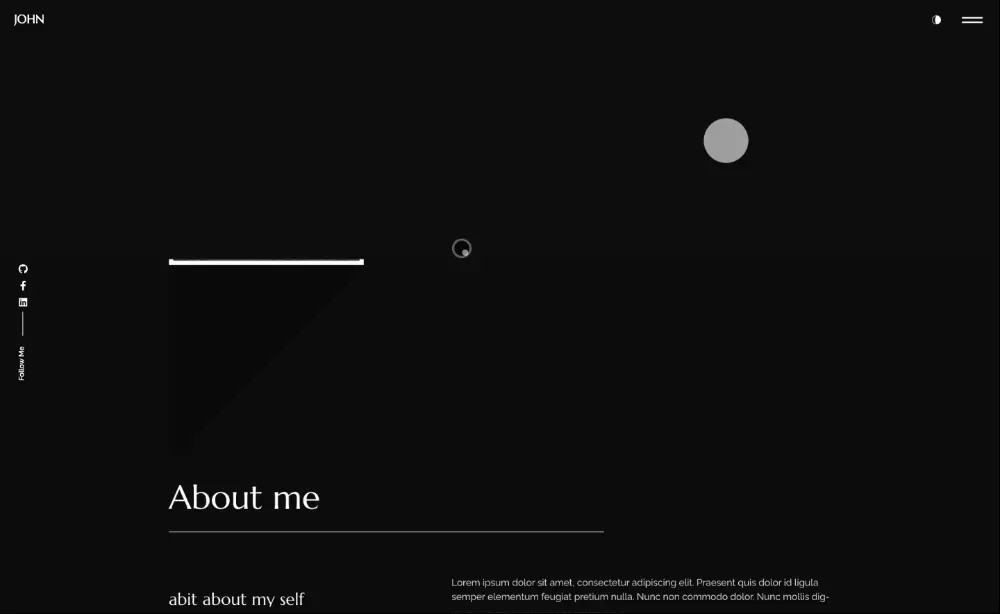 JOHN
Follow Me
About me
abit about my self
Lorem ipsum dolor sit amet, consectetur adipiscing elit. Praesent quis dolor id ligula
semper elementum feugiat pretium nulla. Nunc non commodo dolor. Nunc mollis dig-